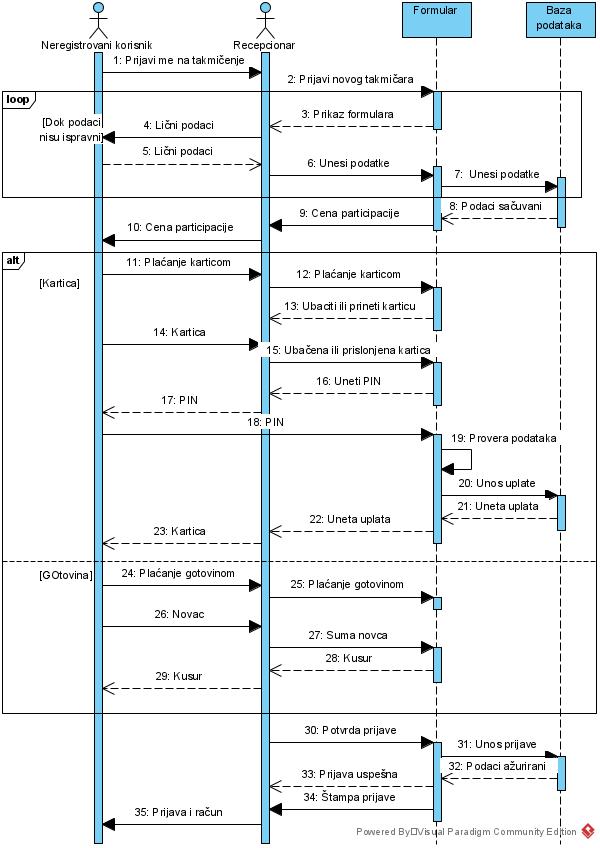 Formular
Baza
podataka
Neregistrovani korisnik
Recepcionar
1: Prijavi me na takmičenje
2: Prijavi novog takmičara
loop
3: Prikaz formulara
[Dok podaci
nisu ispravni]
4: Lični podaci
5: Lični podaci
6: Unesi podatke
7: Unesi podatke
8: Podaci sačuvani
9: Cena participacije
10: Cena participacije
alt
11: Plaćanje karticom
[Kartica]
12: Plaćanje karticom
13: Ubaciti ili prineti karticu
14: Kartica
15: Ubačena ili prislonjena kartica
16: Uneti PIN
17: PIN
18: PIN
19: Provera podataka
20: Unos uplate
21: Uneta uplata
22: Uneta uplata
23: Kartica
[GOtovina]
24: Plaćanje gotovinom
25: Plaćanje gotovinom
26: Novac
27: Suma novca
28: Kusur
29: Kusur
30: Potvrda prijave
31: Unos prijave
32: Podaci ažurirani
33: Prijava uspešna
34: Štampa prijave
35: Prijava i račun
Powered By Visual Paradigm Community Edition